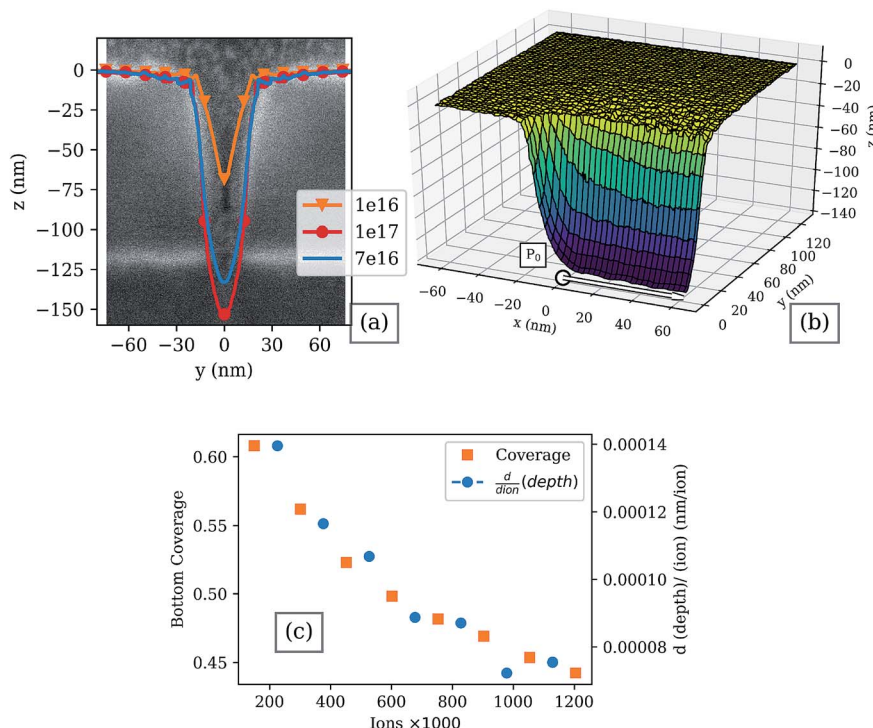 0
−25
−50
−75
−100
−125
−150
z (nm)
−60 −30 0 30 60
y (nm)
1e16
1e17
7e16
(a)
0
−20
−40
−60
−80
−100
−120
−140
z (nm)
P0
−60 −40 −20 0 20 40 60
x (nm)
0 20 40 60 80 100 120
y (nm)
(b)
0.60
0.55
0.50
0.45
Bottom Coverage
Coverage
d/dion (depth)
(c)
0.00014
0.00012
0.00010
0.00008
d (depth)/ (ion) (nm/ion)
200 400 600 800 1000 1200
Ions ×1000